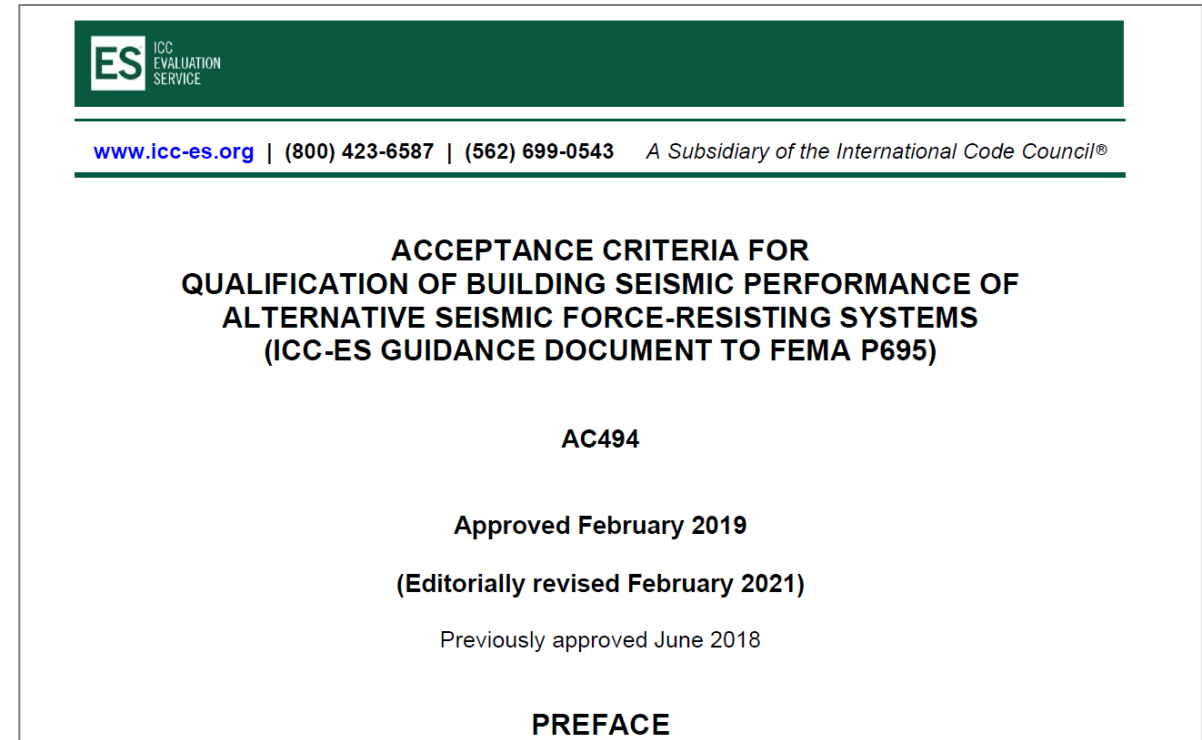 ES ICC
EVALUATION
SERVICE
www.icc-es.org | (800) 423-6587 | (562) 699-0543 A Subsidiary of the International Code Council®
ACCEPTANCE CRITERIA FOR
QUALIFICATION OF BUILDING SEISMIC PERFORMANCE OF
ALTERNATIVE SEISMIC FORCE-RESISTING SYSTEMS
(ICC-ES GUIDANCE DOCUMENT TO FEMA P695)
AC494
Approved February 2019
(Editorially revised February 2021)
Previously approved June 2018
PREFACE